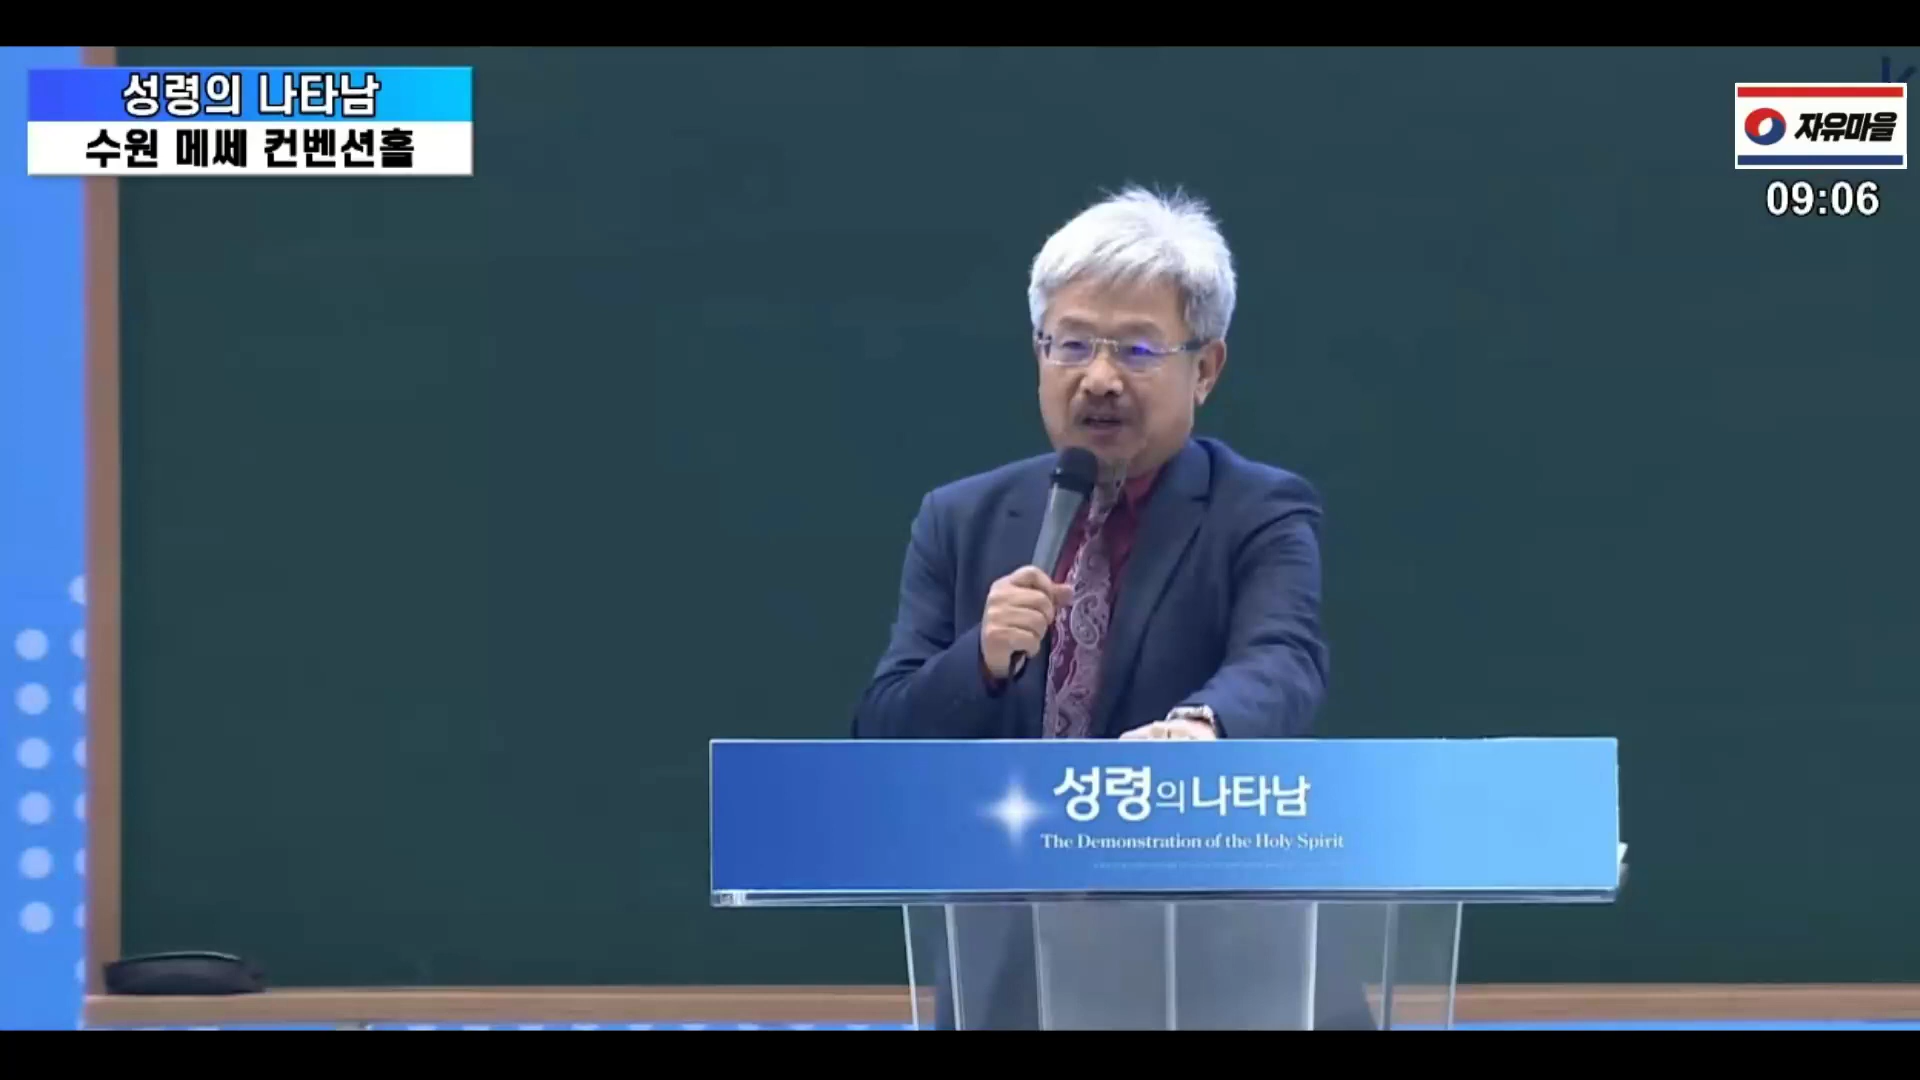 성령의 나타남
수원 메쎄 컨벤션홀
자유마을
09:06
성령의나타남
The Demonstration of the Holy Spirit